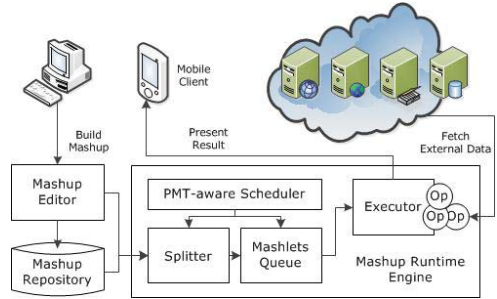 Mobile
Client
Build
Mashup
Present
Result
Fetch
External Data
Mashup
Editor
PMT-aware Scheduler
Executor
Op
Op
Op
Splitter
Mashlets
Queue
Mashup
Repository
Mashup Runtime
Engine